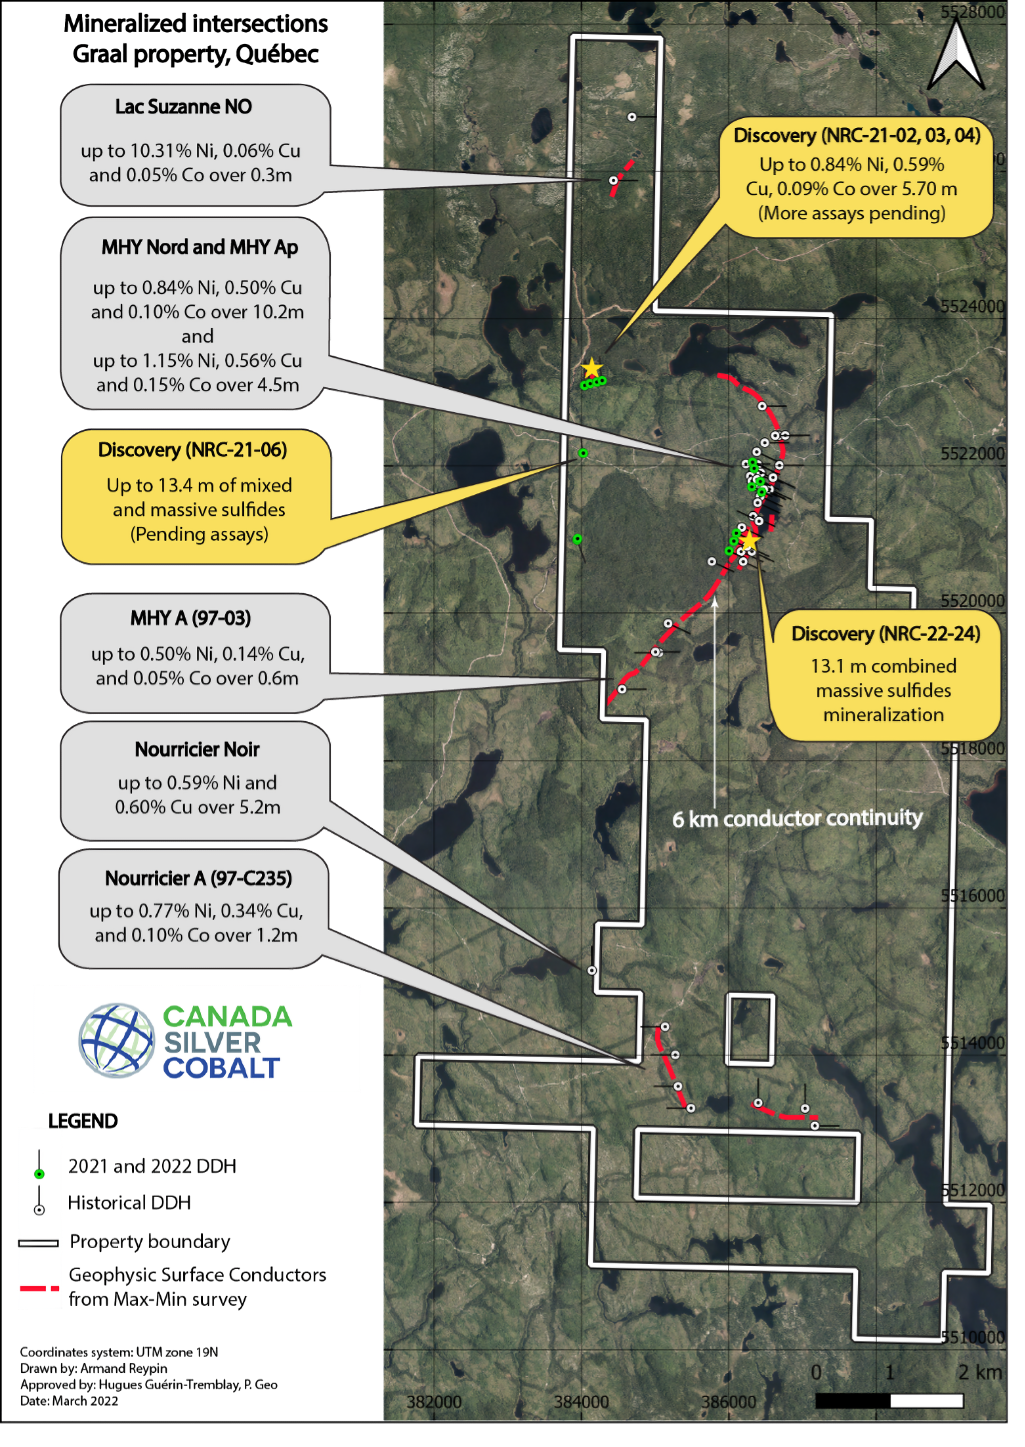 Mineralized intersections
Graal property, Québec
Lac Suzanne NO
up to 10.31% Ni, 0.06% Cu
and 0.05% Co over 0.3m
MHY Nord and MHY Ap
up to 0.84% Ni, 0.50% Cu
and 0.10% Co over 10.2m
and
up to 1.15% Ni, 0.56% Cu
and 0.15% Co over 4.5m
Discovery (NRC-21-06)
Up to 13.4 m of mixed
and massive sulfides
(Pending assays)
MHY A (97-03)
up to 0.50% Ni, 0.14% Cu,
and 0.05% Co over 0.6m
Nourricier Noir
up to 0.59% Ni and
0.60% Cu over 5.2m
Nourricier A (97-C235)
up to 0.77% Ni, 0.34% Cu,
and 0.10% Co over 1.2m
CANADA
SILVER
COBALT
LEGEND
2021 and 2022 DDH
Historical DDH
Property boundary
Geophysic Surface Conductors
from Max-Min survey
Coordinates system: UTM zone 19N
Drawn by: Armand Reypin
Approved by: Hugues Guérin-Tremblay, P. Geo
Date: March 2022
5528000
Discovery (NRC-21-02, 03, 04)
Up to 0.84% Ni, 0.59%
Cu, 0.09% Co over 5.70 m
(More assays pending)
5524000
5522000
5520000
Discovery (NRC-22-24)
13.1 m combined
massive sulfides
mineralization
5518000
6 km conductor continuity
5516000
5514000
5512000
5510000
0 1 2 km
382000 384000 386000